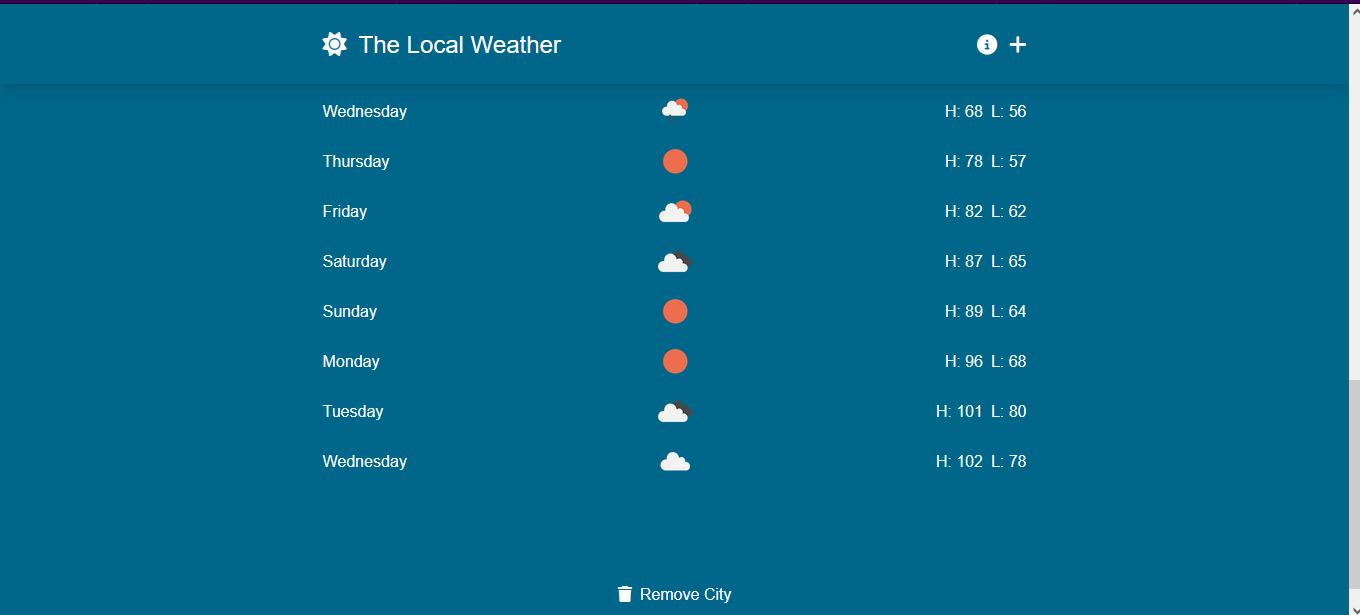 The Local Weather
Wednesday H: 68 L: 56
Thursday H: 78 L: 57
Friday H: 82 L: 62
Saturday H: 87 L: 65
Sunday H: 89 L: 64
Monday H: 96 L: 68
Tuesday H: 101 L: 80
Wednesday H: 102 L: 78
Remove City